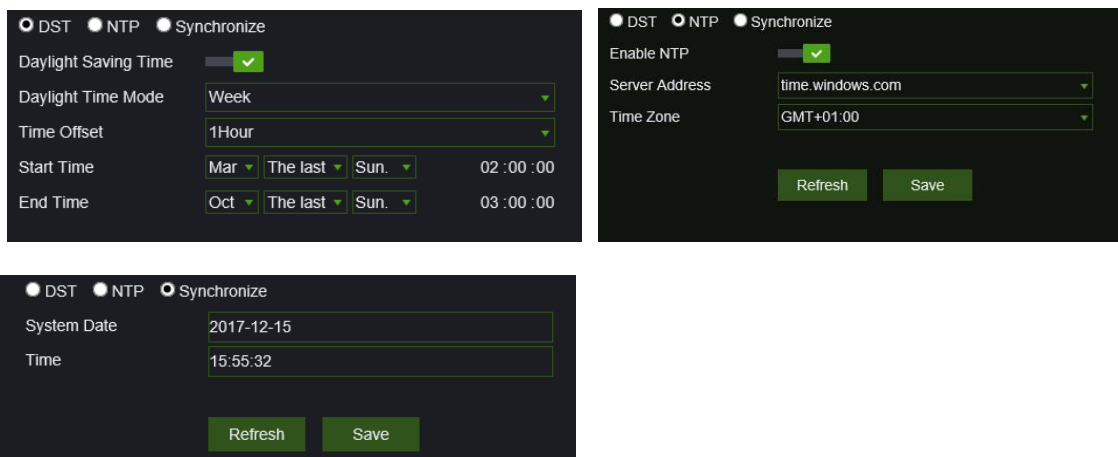 DST NTP Synchronize
Daylight Saving Time
Daylight Time Mode Week
Time Offset 1Hour
Start Time Mar The last Sun. 02 :00 :00
End Time Oct The last Sun. 03 :00 :00
DST NTP Synchronize
Enable NTP
Server Address time.windows.com
Time Zone GMT+01:00
Refresh Save
DST NTP Synchronize
System Date 2017-12-15
Time 15:55:32
Refresh Save